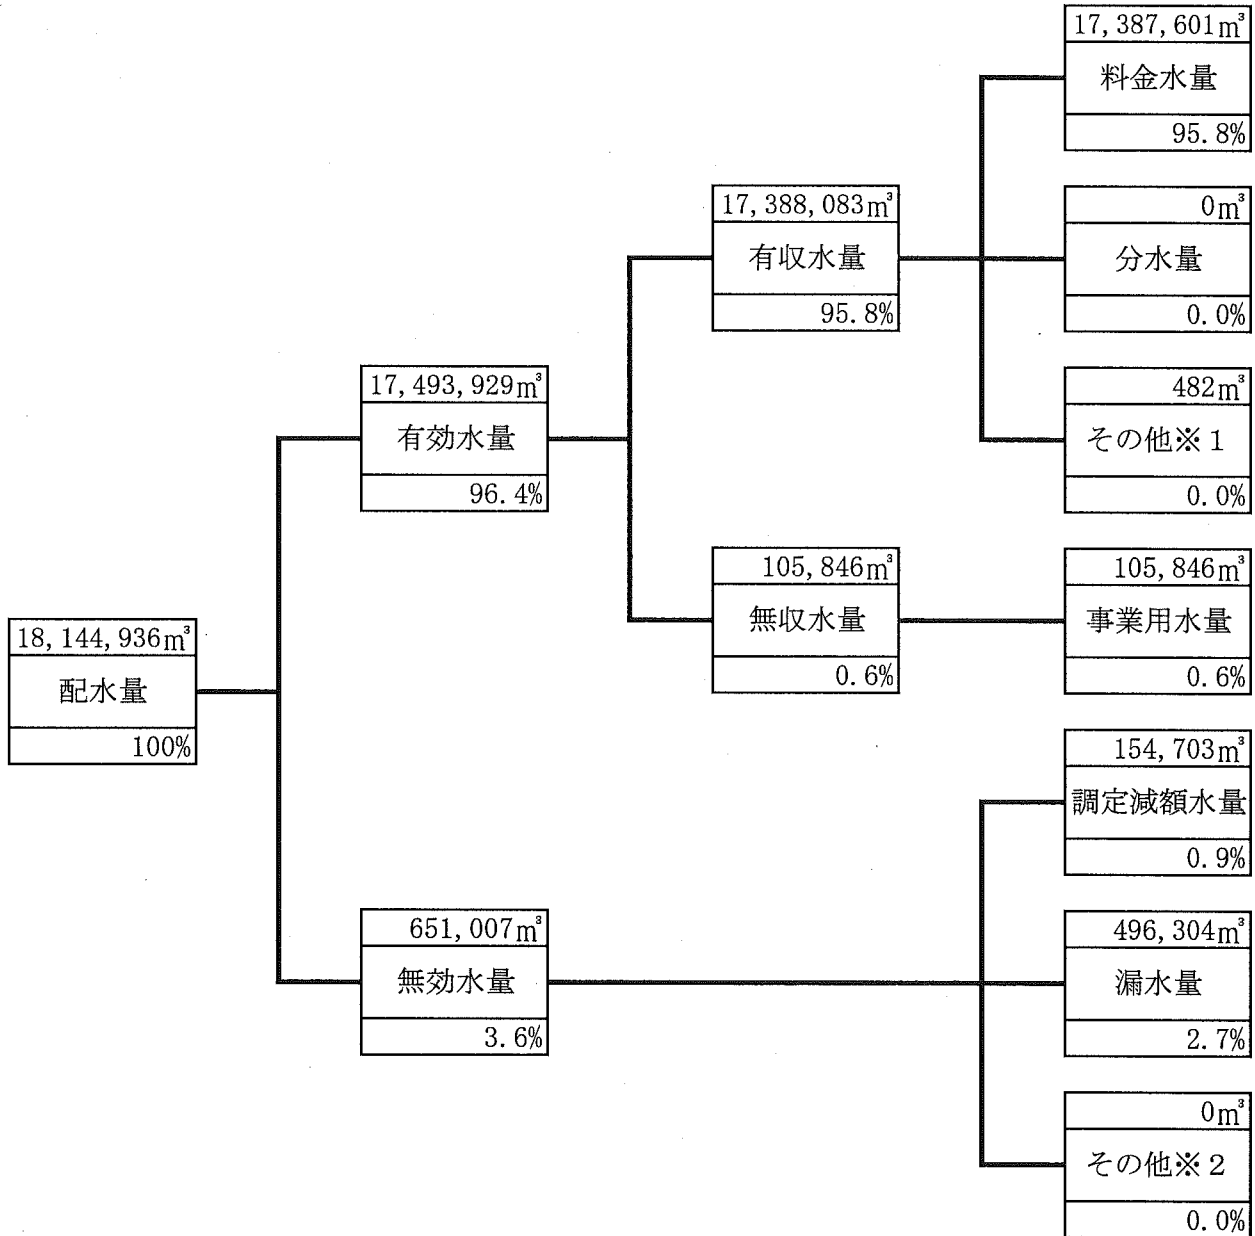 17,387,601m³
料金水量
95.8%
17,388,083m³
有収水量
95.8%
0m³
分水量
0.0%
17,493,929m³
有効水量
96.4%
482m³
その他※1
0.0%
105,846m³
無収水量
0.6%
105,846m³
事業用水量
0.6%
18,144,936m³
配水量
100%
154,703m³
調定減額水量
0.9%
651,007m³
無効水量
3.6%
496,304m³
漏水量
2.7%
0m³
その他※2
0.0%